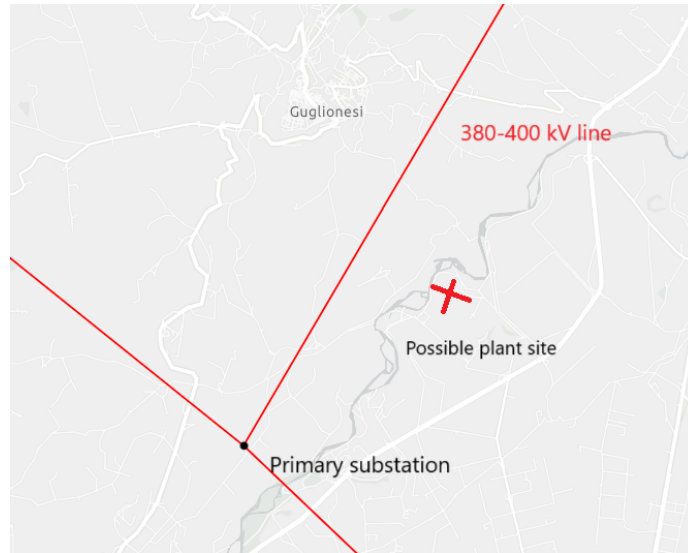 Guglionesi
380-400 kV line
Possible plant site
Primary substation